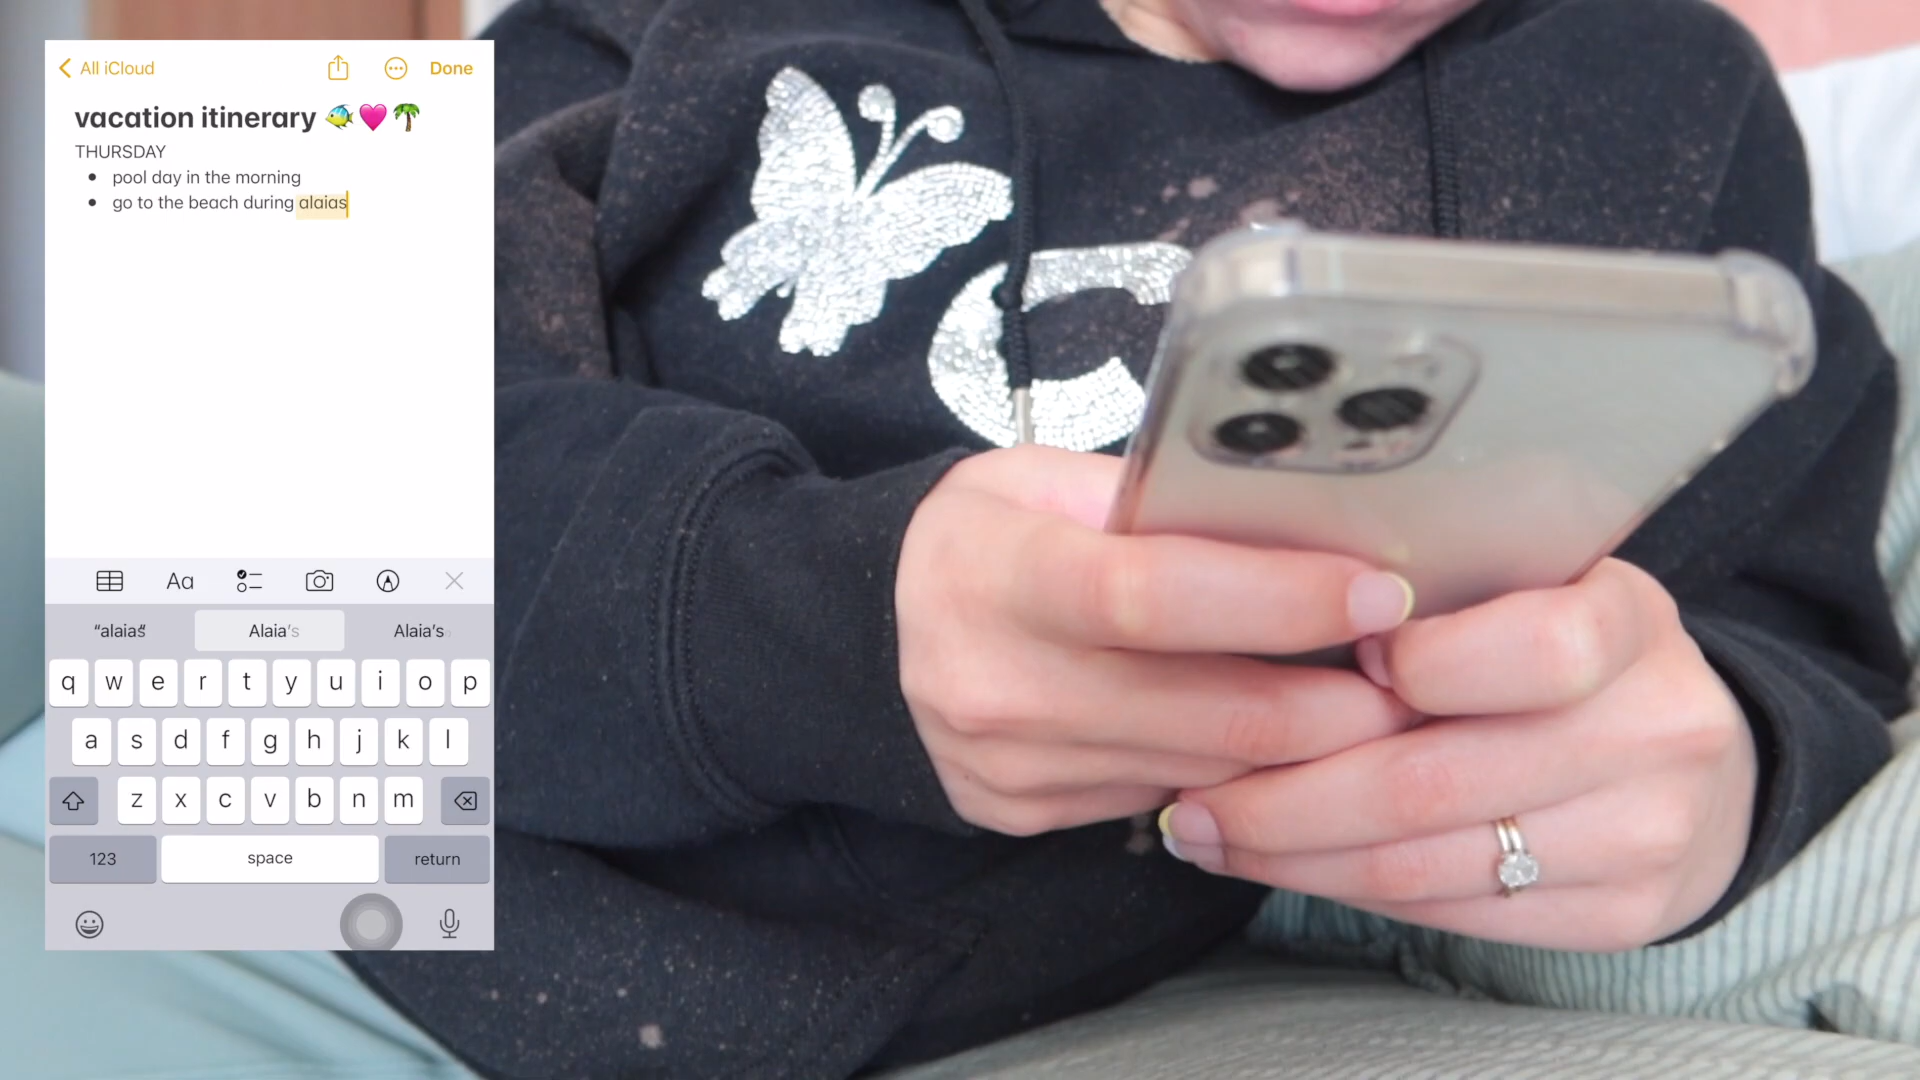 All iCloud
Done
vacation itinerary 🐠🩷🌴
THURSDAY
• pool day in the morning
• go to the beach during alaias
Aa
“alaias” Alaia's Alaia's
q w e r t y u i o p
a s d f g h j k l
z x c v b n m
123 space return
C